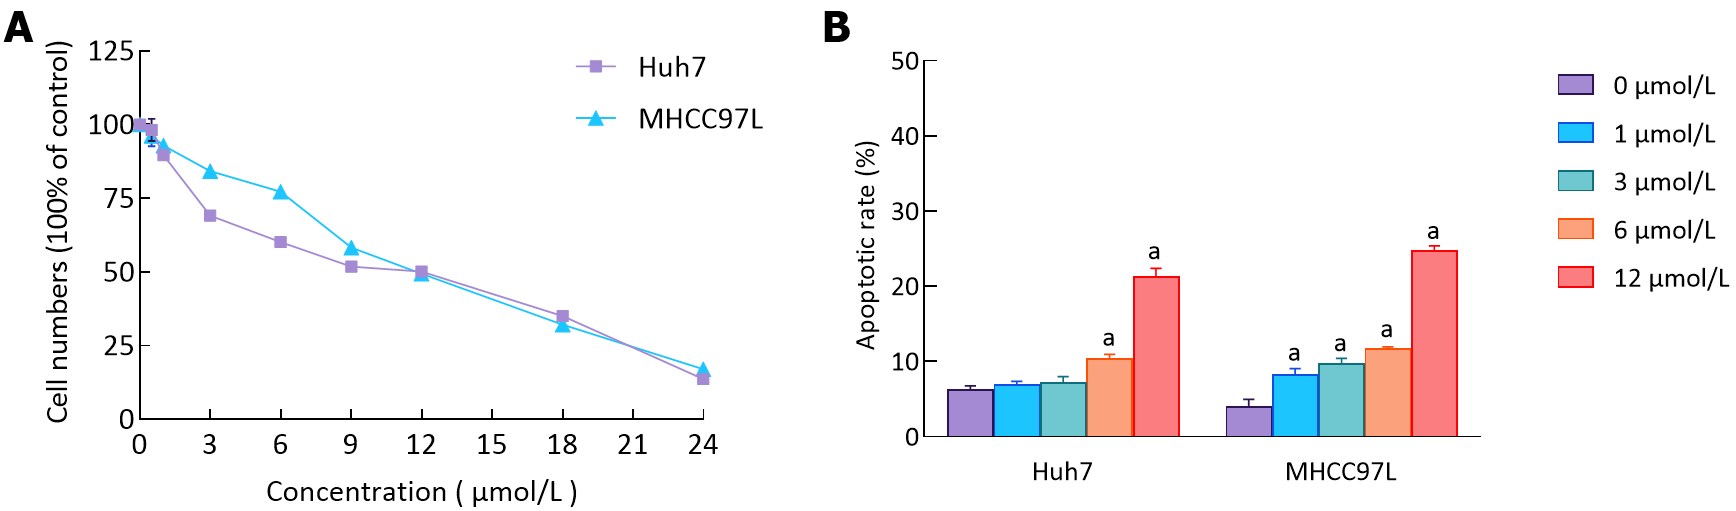 A
Cell numbers (100% of control)
125
100
75
50
25
0
0 3 6 9 12 15 18 21 24
Concentration ( μmol/L )
Huh7
MHCC97L
B
Apoptotic rate (%)
50
40
30
20
10
0
a a
a a a a
Huh7 MHCC97L
0 μmol/L
1 μmol/L
3 μmol/L
6 μmol/L
12 μmol/L